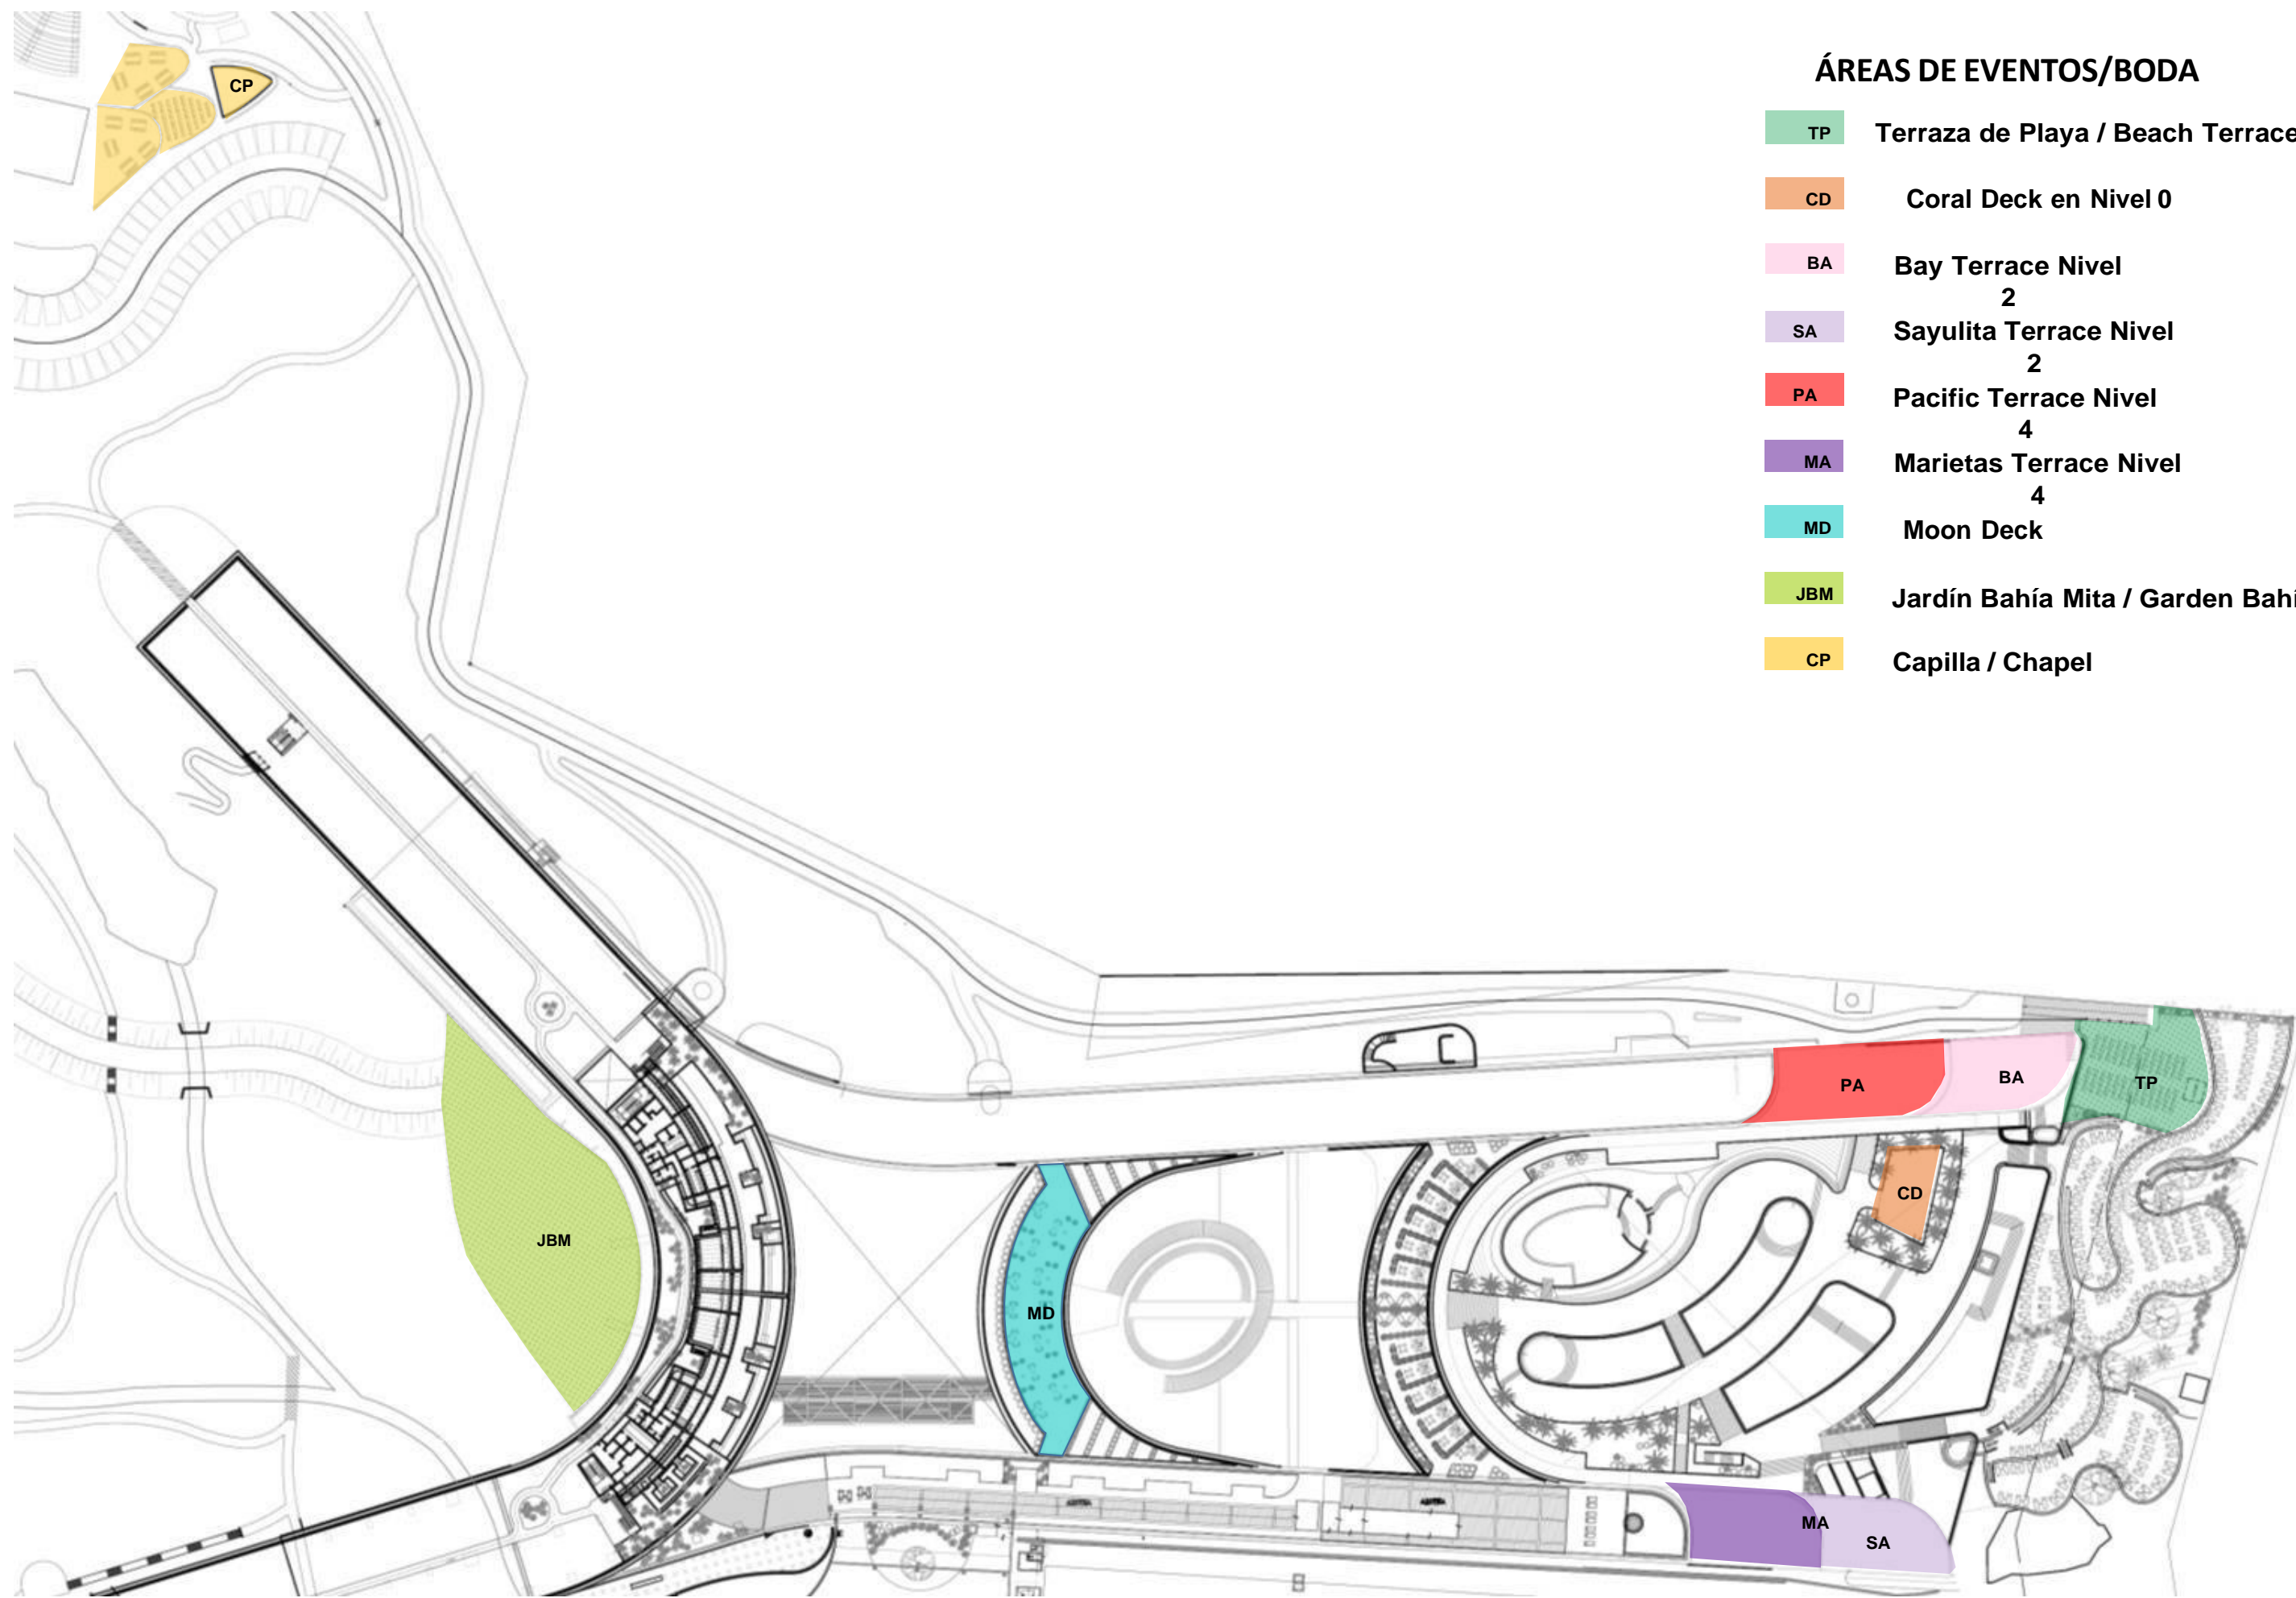 ÁREAS DE EVENTOS/BODA
TP Terraza de Playa / Beach Terrace
CD Coral Deck en Nivel 0
BA Bay Terrace Nivel
2
SA Sayulita Terrace Nivel
2
PA Pacific Terrace Nivel
4
MA Marietas Terrace Nivel
4
MD Moon Deck
JBM Jardín Bahía Mita / Garden Bahí
CP Capilla / Chapel
CP
PA
BA
TP
CD
JBM
MD
MA
SA